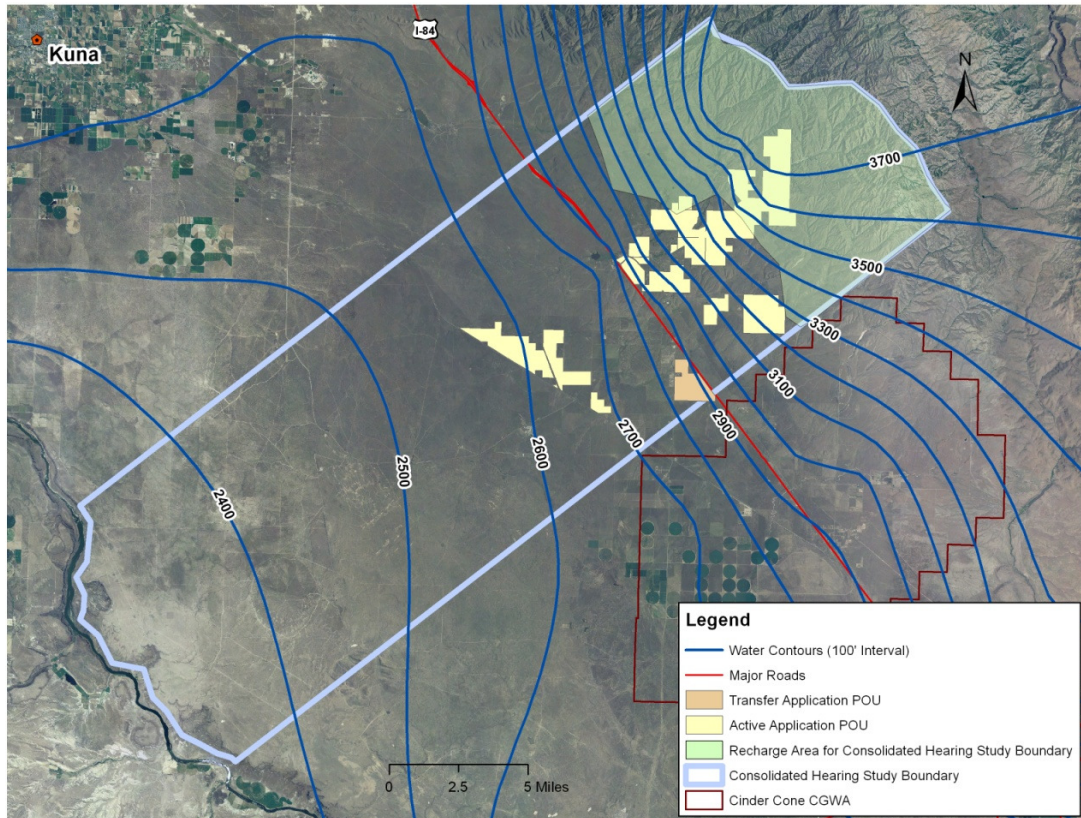 I-84
Kuna
N
3700
3500
3300
3100
2900
2700
2600
2500
2400
0 2.5 5 Miles
Legend
Water Contours (100' Interval)
Major Roads
Transfer Application POU
Active Application POU
Recharge Area for Consolidated Hearing Study Boundary
Consolidated Hearing Study Boundary
Cinder Cone CGWA